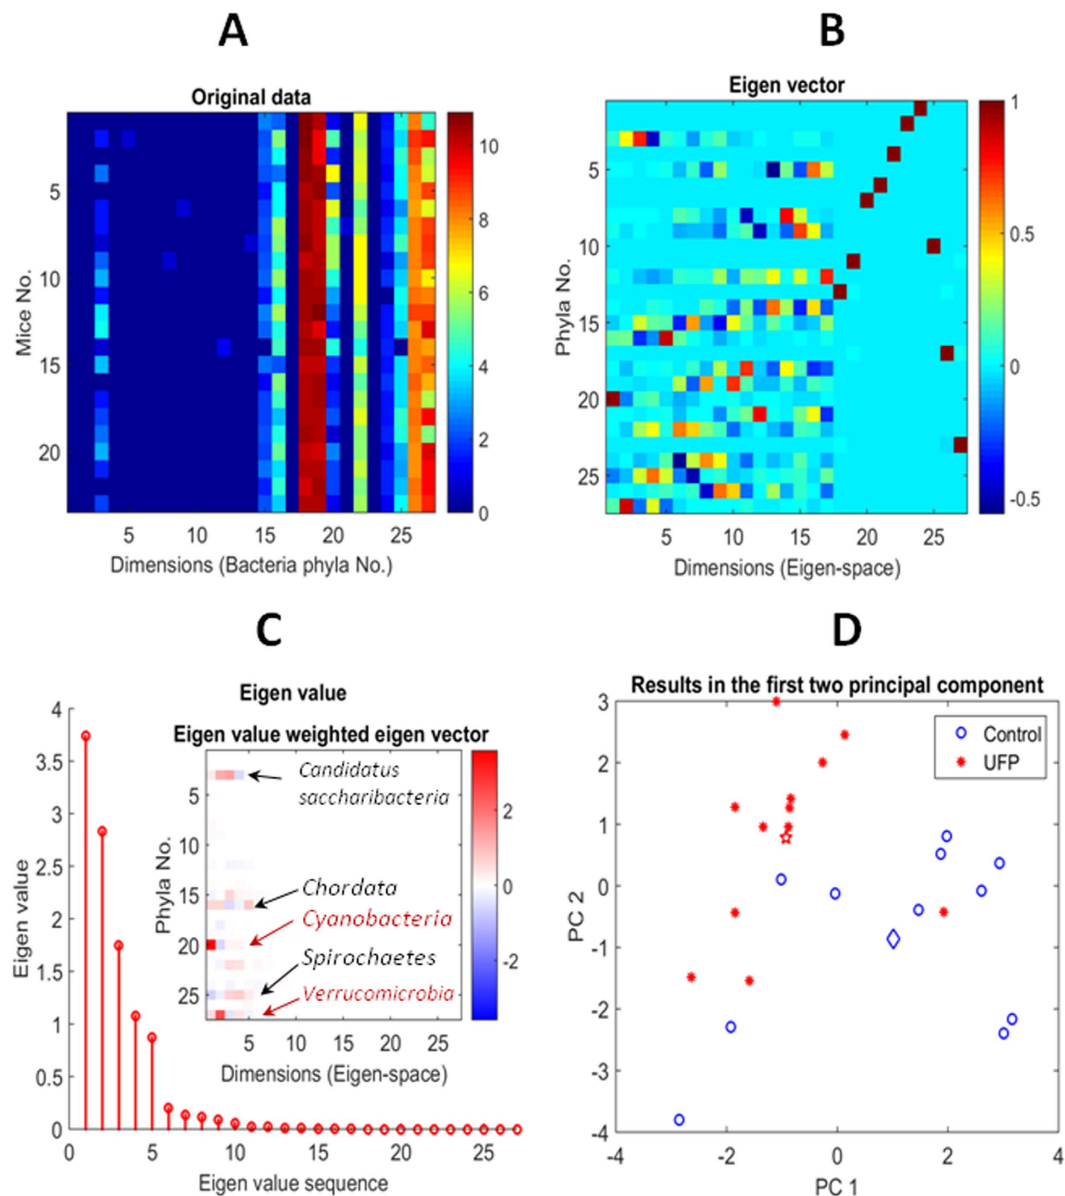 A
Original data
Mice No.
5
10
15
20
5
10
15
20
25
Dimensions (Bacteria phyla No.)
10
8
6
4
2
0
B
Eigen vector
Phyla No.
5
10
15
20
25
5
10
15
20
25
Dimensions (Eigen-space)
1
0.5
0
-0.5
C
Eigen value
Eigen value
4
3.5
3
2.5
2
1.5
1
0.5
0
0
5
10
15
20
25
Eigen value sequence
Eigen value weighted eigen vector
Phyla No.
5
10
15
20
25
Candidatus
saccharibacteria
Chordata
Cyanobacteria
Spirochaetes
Verrucomicrobia
5
10
15
20
25
Dimensions (Eigen-space)
2
0
-2
D
Results in the first two principal component
PC 2
3
2
1
0
-1
-2
-3
-4
-4
-2
0
2
4
PC 1
Control
UFP